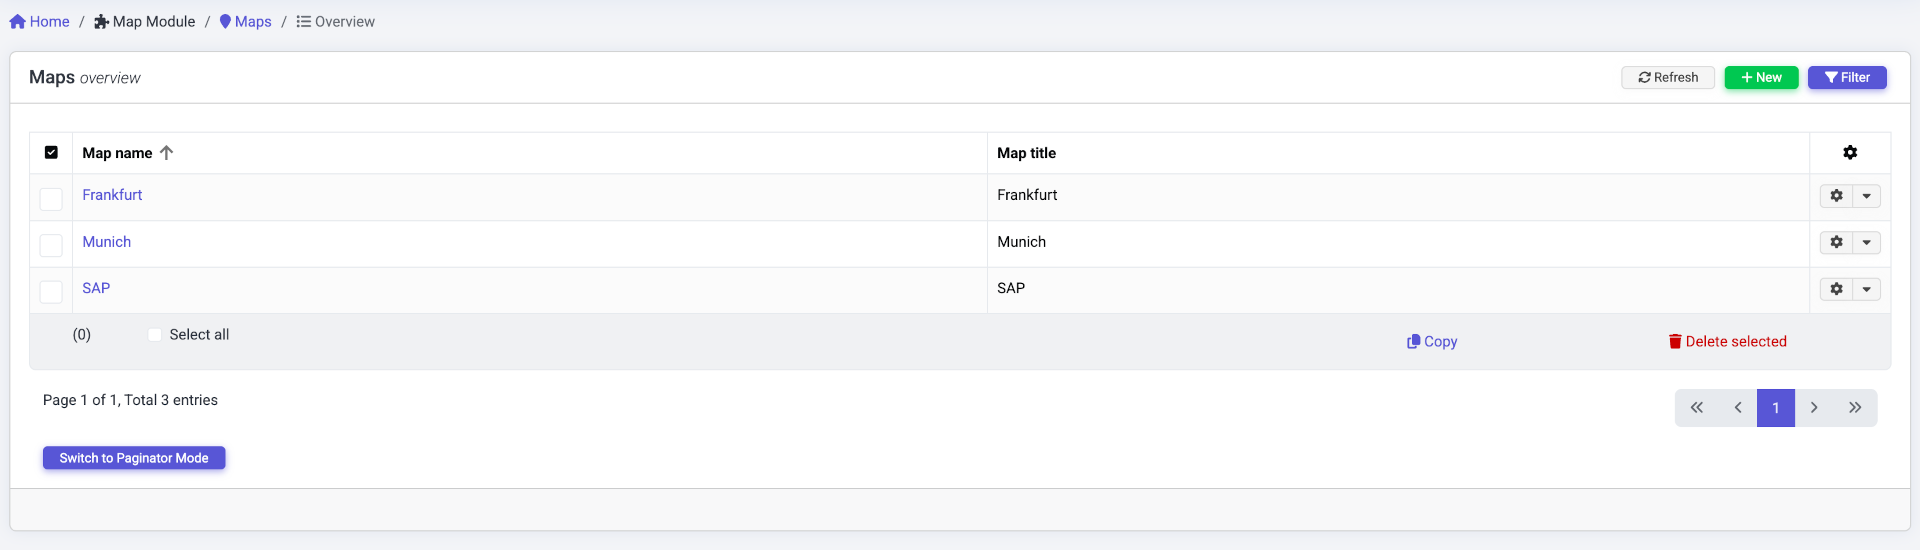 Home / Map Module / Maps / Overview
Maps overview
Refresh
New
Filter
Map name
Map title
Frankfurt
Frankfurt
Munich
Munich
SAP
SAP
(0)
Select all
Copy
Delete selected
Page 1 of 1, Total 3 entries
1
Switch to Paginator Mode